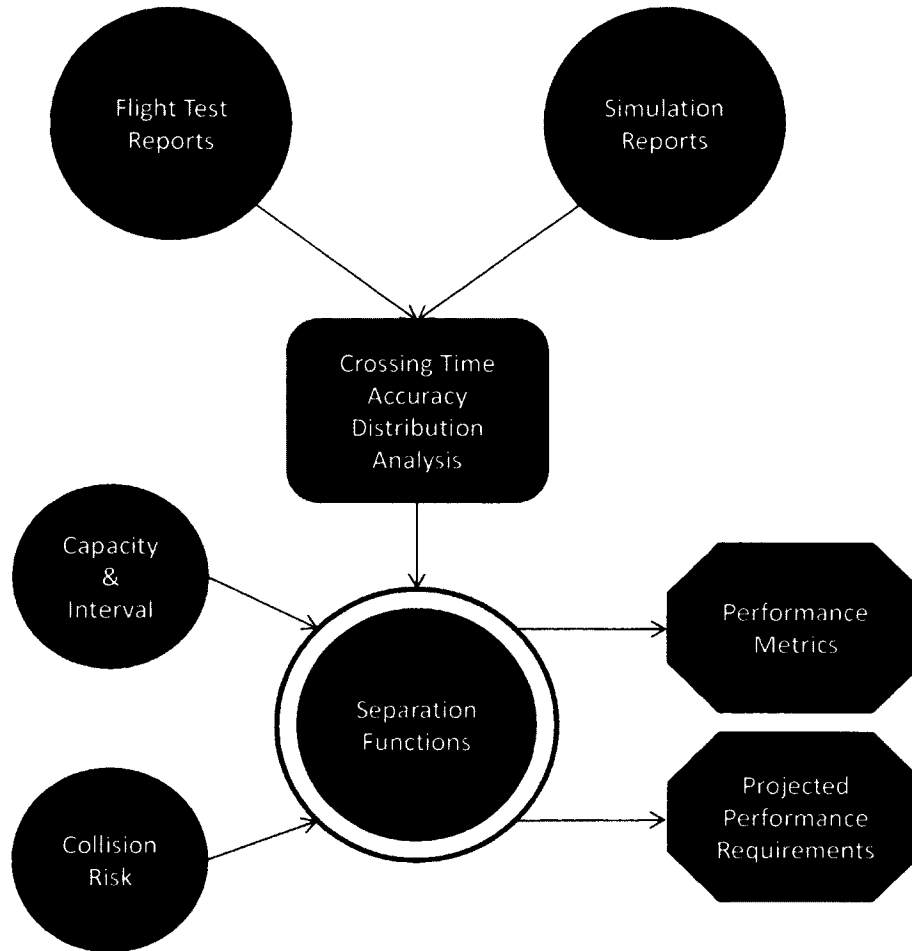 Flight Test
Reports
Simulation
Reports
Crossing Time
Accuracy
Distribution
Analysis
Capacity
&
Interval
Separation
Functions
Performance
Metrics
Collision
Risk
Projected
Performance
Requirements